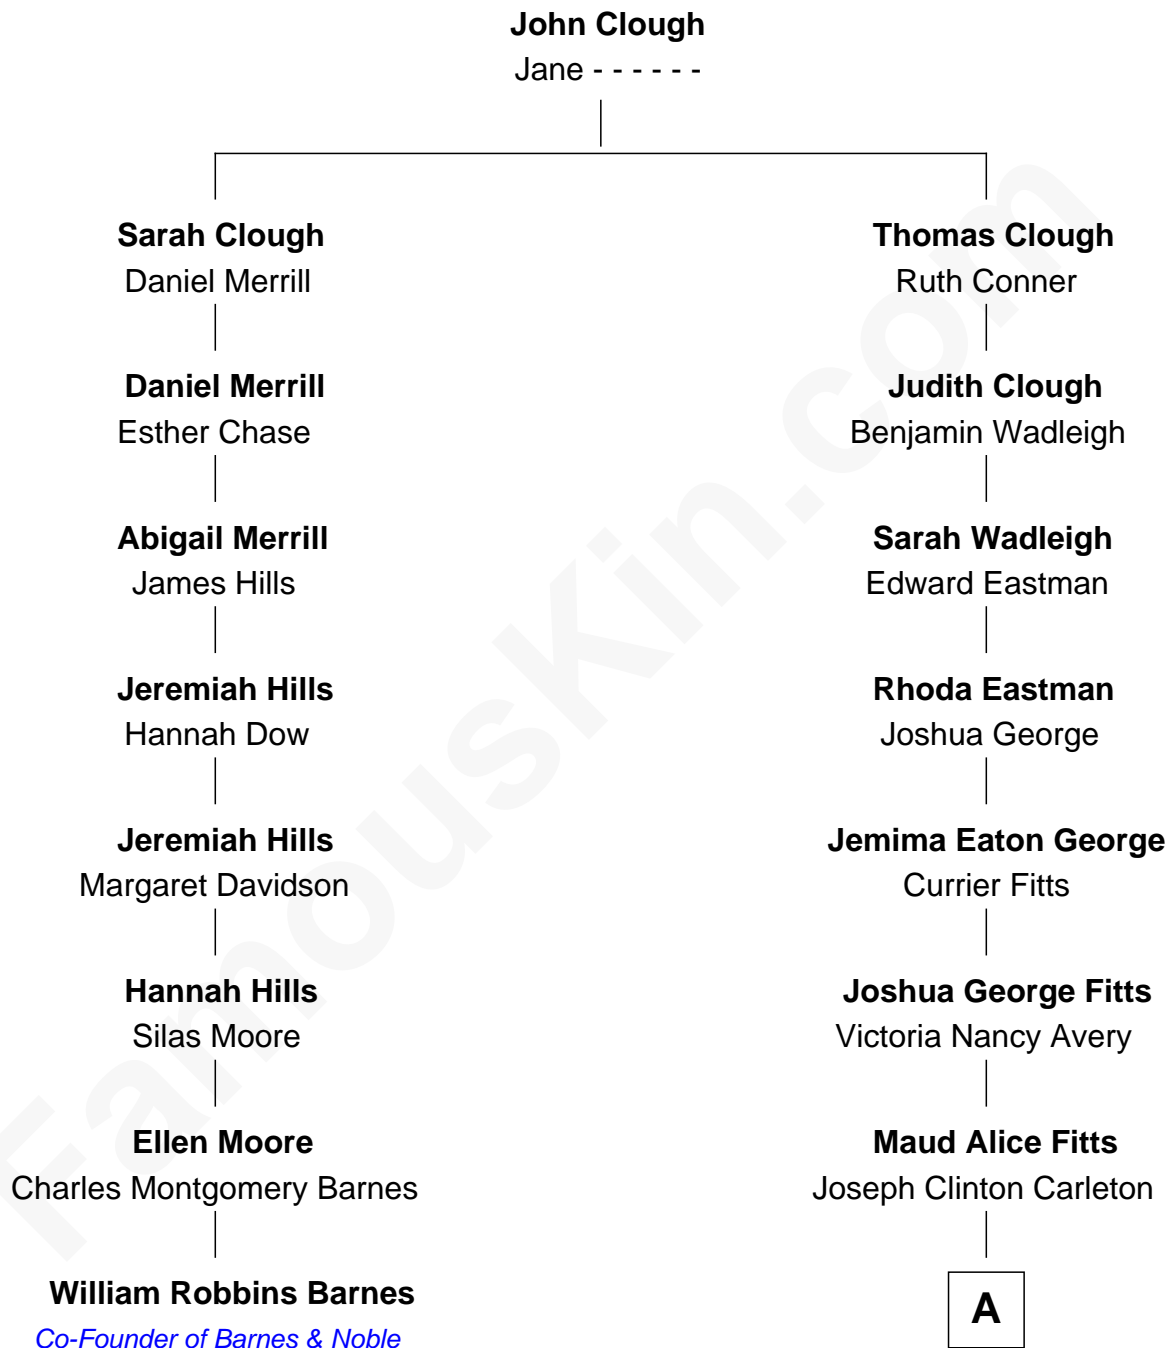 John Clough
Jane - - - - - -
Sarah Clough
Daniel Merrill
Thomas Clough
Ruth Conner
Daniel Merrill
Esther Chase
Judith Clough
Benjamin Wadleigh
Abigail Merrill
James Hills
Sarah Wadleigh
Edward Eastman
Jeremiah Hills
Hannah Dow
Rhoda Eastman
Joshua George
Jeremiah Hills
Margaret Davidson
Jemima Eaton George
Currier Fitts
Hannah Hills
Silas Moore
Joshua George Fitts
Victoria Nancy Avery
Ellen Moore
Charles Montgomery Barnes
Maud Alice Fitts
Joseph Clinton Carleton
William Robbins Barnes
Co-Founder of Barnes & Noble
A
FamousKin.com